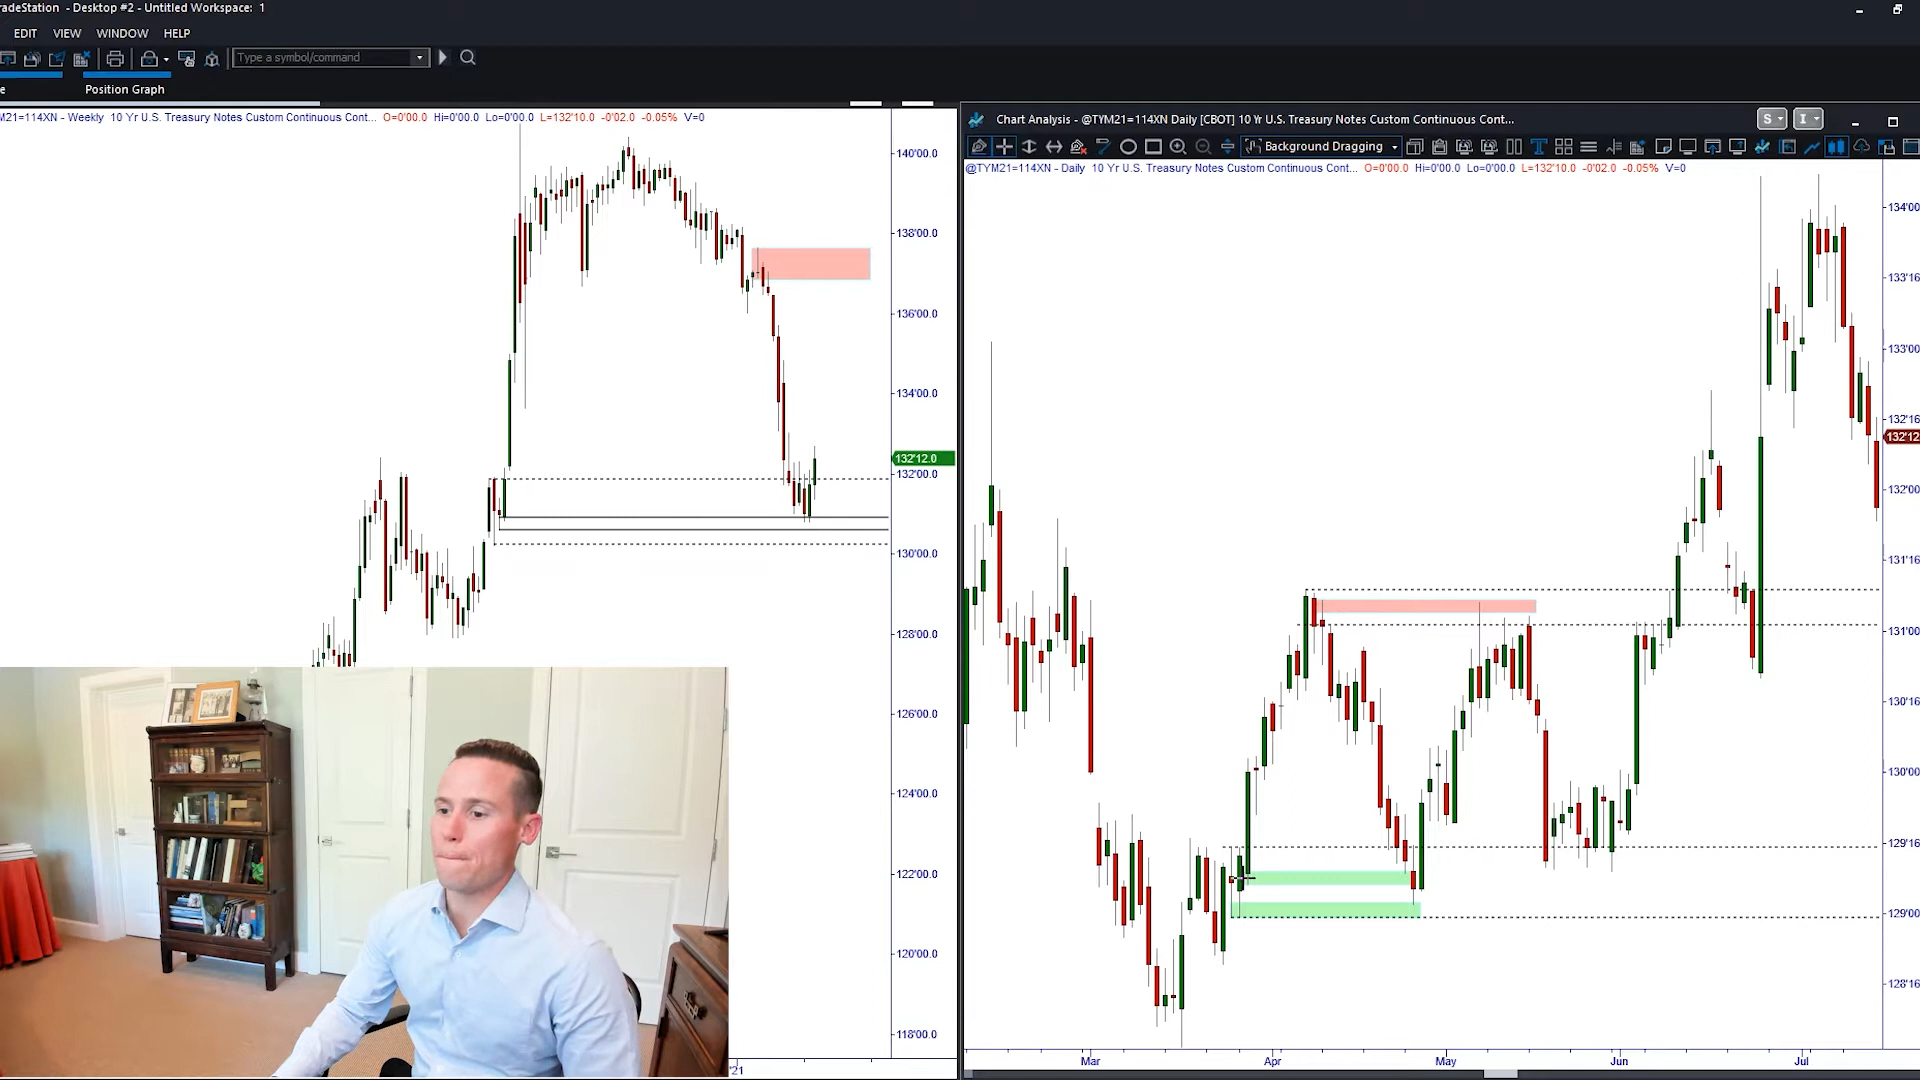 radeStation - Desktop #2 - Untitled Workspace: 1
EDIT VIEW WINDOW HELP
Type a symbol/command
e Position Graph
M21=114XN - Weekly 10 Yr U.S. Treasury Notes Custom Continuous Cont... O=0'00.0 Hi=0'00.0 Lo=0'00.0 L=132'10.0 -0'02.0 -0.05% V=0
140'00.0
138'00.0
136'00.0
134'00.0
132'12.0
132'00.0
130'00.0
128'00.0
126'00.0
124'00.0
122'00.0
120'00.0
118'00.0
'21
Chart Analysis - @TYM21=114XN Daily [CBOT] 10 Yr U.S. Treasury Notes Custom Continuous Cont...
S I
Background Dragging
@TYM21=114XN - Daily 10 Yr U.S. Treasury Notes Custom Continuous Cont... O=0'00.0 Hi=0'00.0 Lo=0'00.0 L=132'10.0 -0'02.0 -0.05% V=0
134'00
133'16
133'00
132'16
132'12
132'00
131'16
131'00
130'16
130'00
129'16
129'00
128'16
Mar Apr May Jun Jul